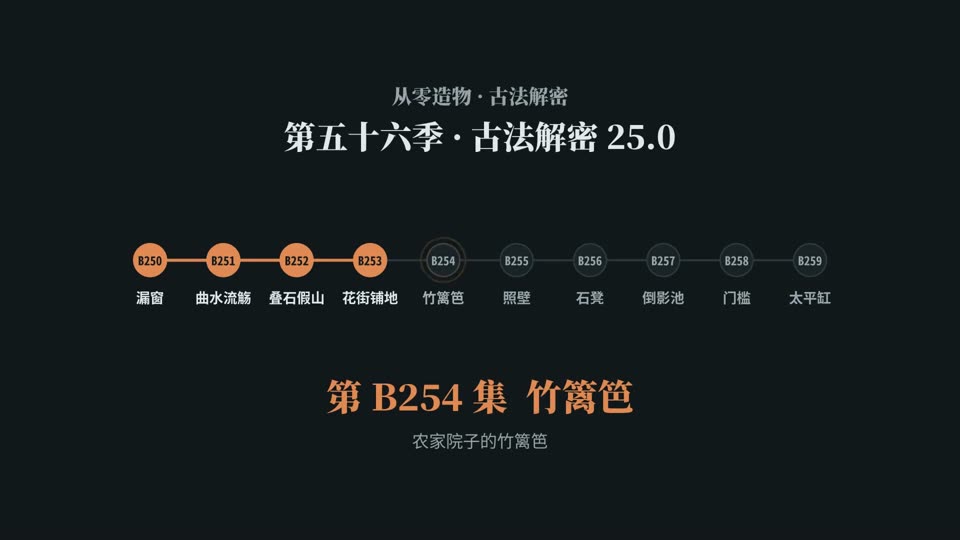 从零造物 · 古法解密
第五十六季 · 古法解密 25.0
B250 B251 B252 B253 B254 B255 B256 B257 B258 B259
漏窗 曲水流觞 叠石假山 花街铺地 竹篱笆 照壁 石凳 倒影池 门槛 太平缸
第 B254 集 竹篱笆
农家院子的竹篱笆